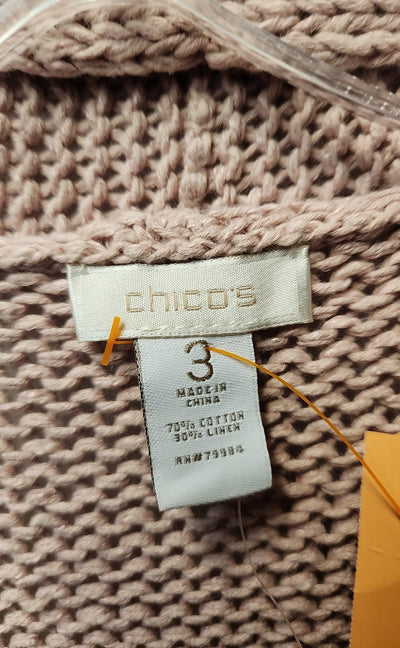 chico's
3
MADE IN
CHINA
70% COTTON
30% LINEN
RN#79984